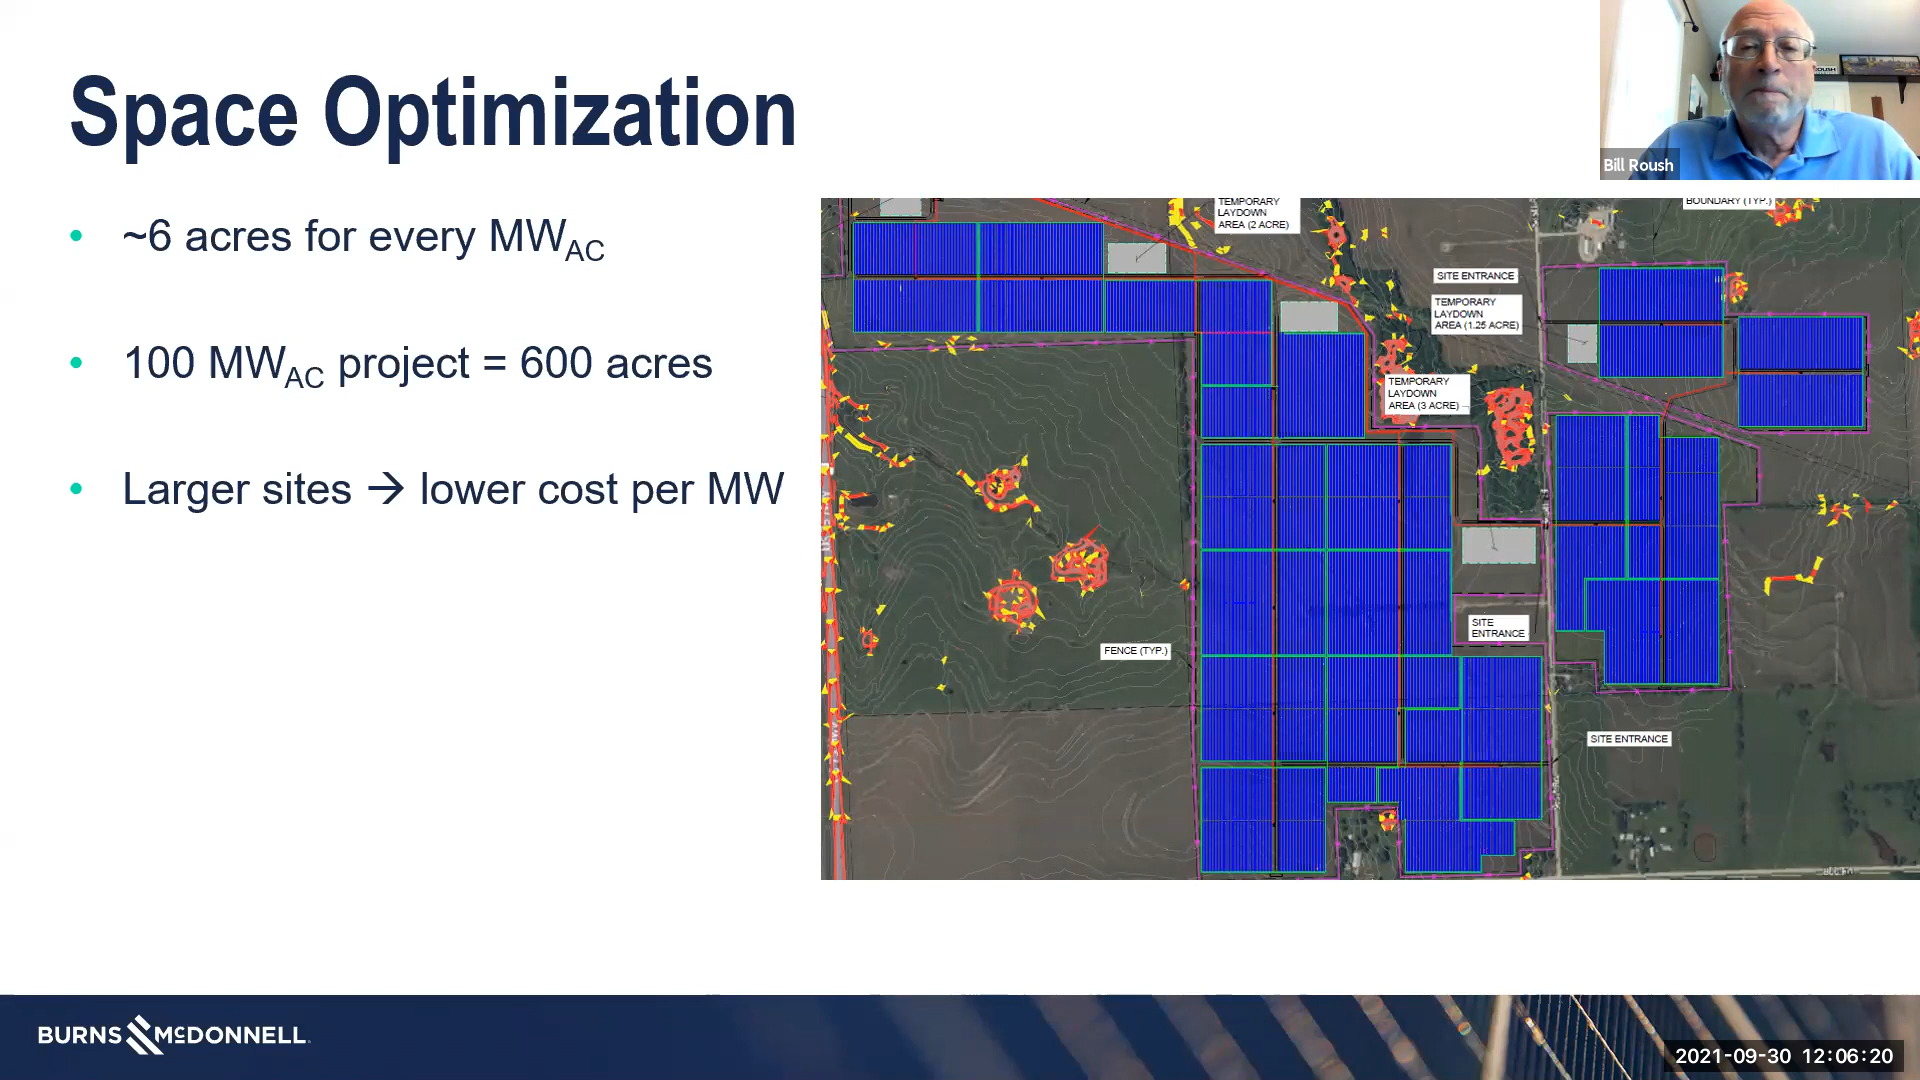 Space Optimization
• ~6 acres for every MWAC
• 100 MWAC project = 600 acres
• Larger sites → lower cost per MW
Bill Roush
ROUSH
TEMPORARY
LAYDOWN
AREA (2 ACRE)
BOUNDARY (TYP.)
SITE ENTRANCE
TEMPORARY
LAYDOWN
AREA (1.25 ACRE)
TEMPORARY
LAYDOWN
AREA (3 ACRE)
SITE
ENTRANCE
FENCE (TYP.)
SITE ENTRANCE
BURNS MCDONNELL
2021-09-30 12:06:20